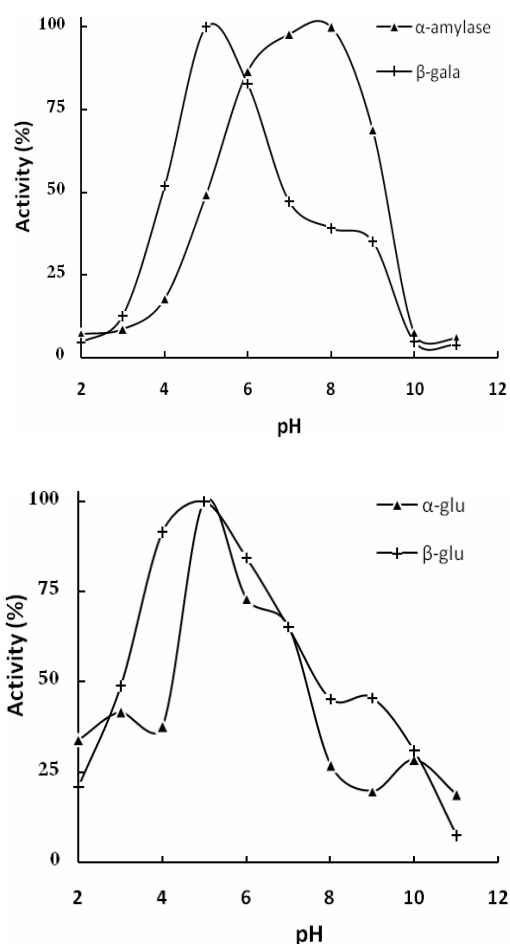 100
75
50
25
0
Activity (%)
α-amylase
β-gala
2 4 6 8 10 12
pH
100
75
50
25
0
Activity (%)
α-glu
β-glu
2 4 6 8 10 12
pH